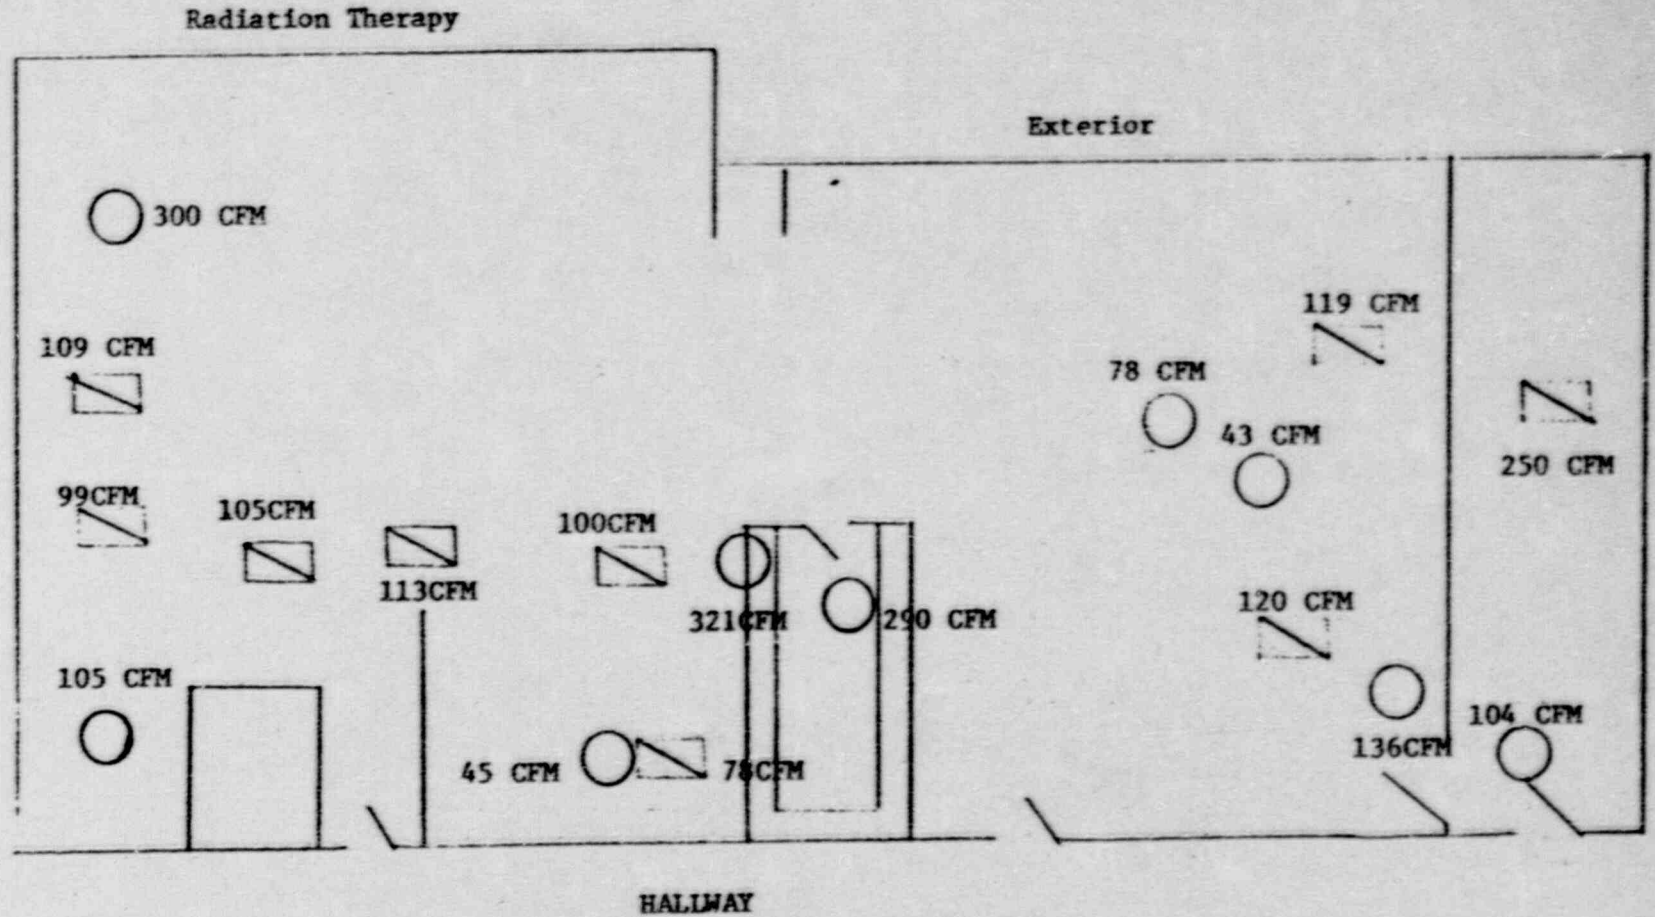 Radiation Therapy
Exterior
300 CFM
119 CFM
109 CFM
78 CFM
43 CFM
250 CFM
99CFM
105CFM
100CFM
113CFM
120 CFM
321CFM
290 CFM
105 CFM
104 CFM
136CFM
45 CFM
78CFM
HALLWAY